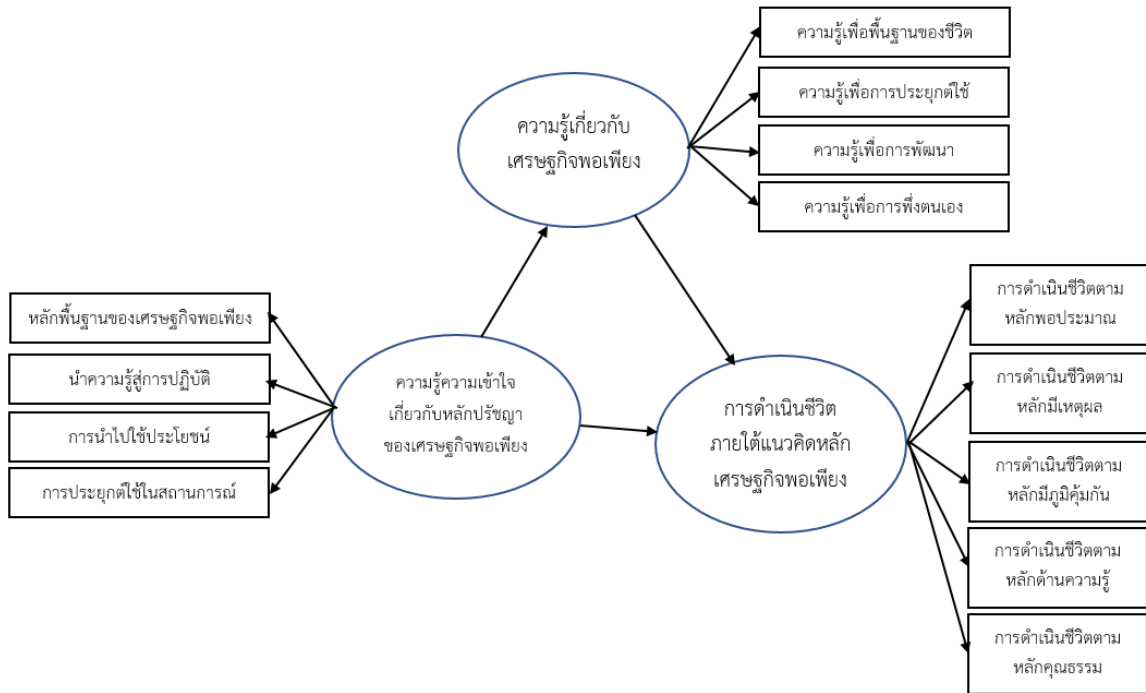 ความรู้เพื่อพื้นฐานของชีวิต
ความรู้เพื่อการประยุกต์ใช้
ความรู้เพื่อการพัฒนา
ความรู้เพื่อการพึ่งตนเอง
ความรู้เกี่ยวกับ
เศรษฐกิจพอเพียง
หลักพื้นฐานของเศรษฐกิจพอเพียง
นำความรู้สู่การปฏิบัติ
การนำไปใช้ประโยชน์
การประยุกต์ใช้ในสถานการณ์
ความรู้ความเข้าใจ
เกี่ยวกับหลักปรัชญา
ของเศรษฐกิจพอเพียง
การดำเนินชีวิต
ภายใต้แนวคิดหลัก
เศรษฐกิจพอเพียง
การดำเนินชีวิตตาม
หลักพอประมาณ
การดำเนินชีวิตตาม
หลักมีเหตุผล
การดำเนินชีวิตตาม
หลักมีภูมิคุ้มกัน
การดำเนินชีวิตตาม
หลักด้านความรู้
การดำเนินชีวิตตาม
หลักคุณธรรม